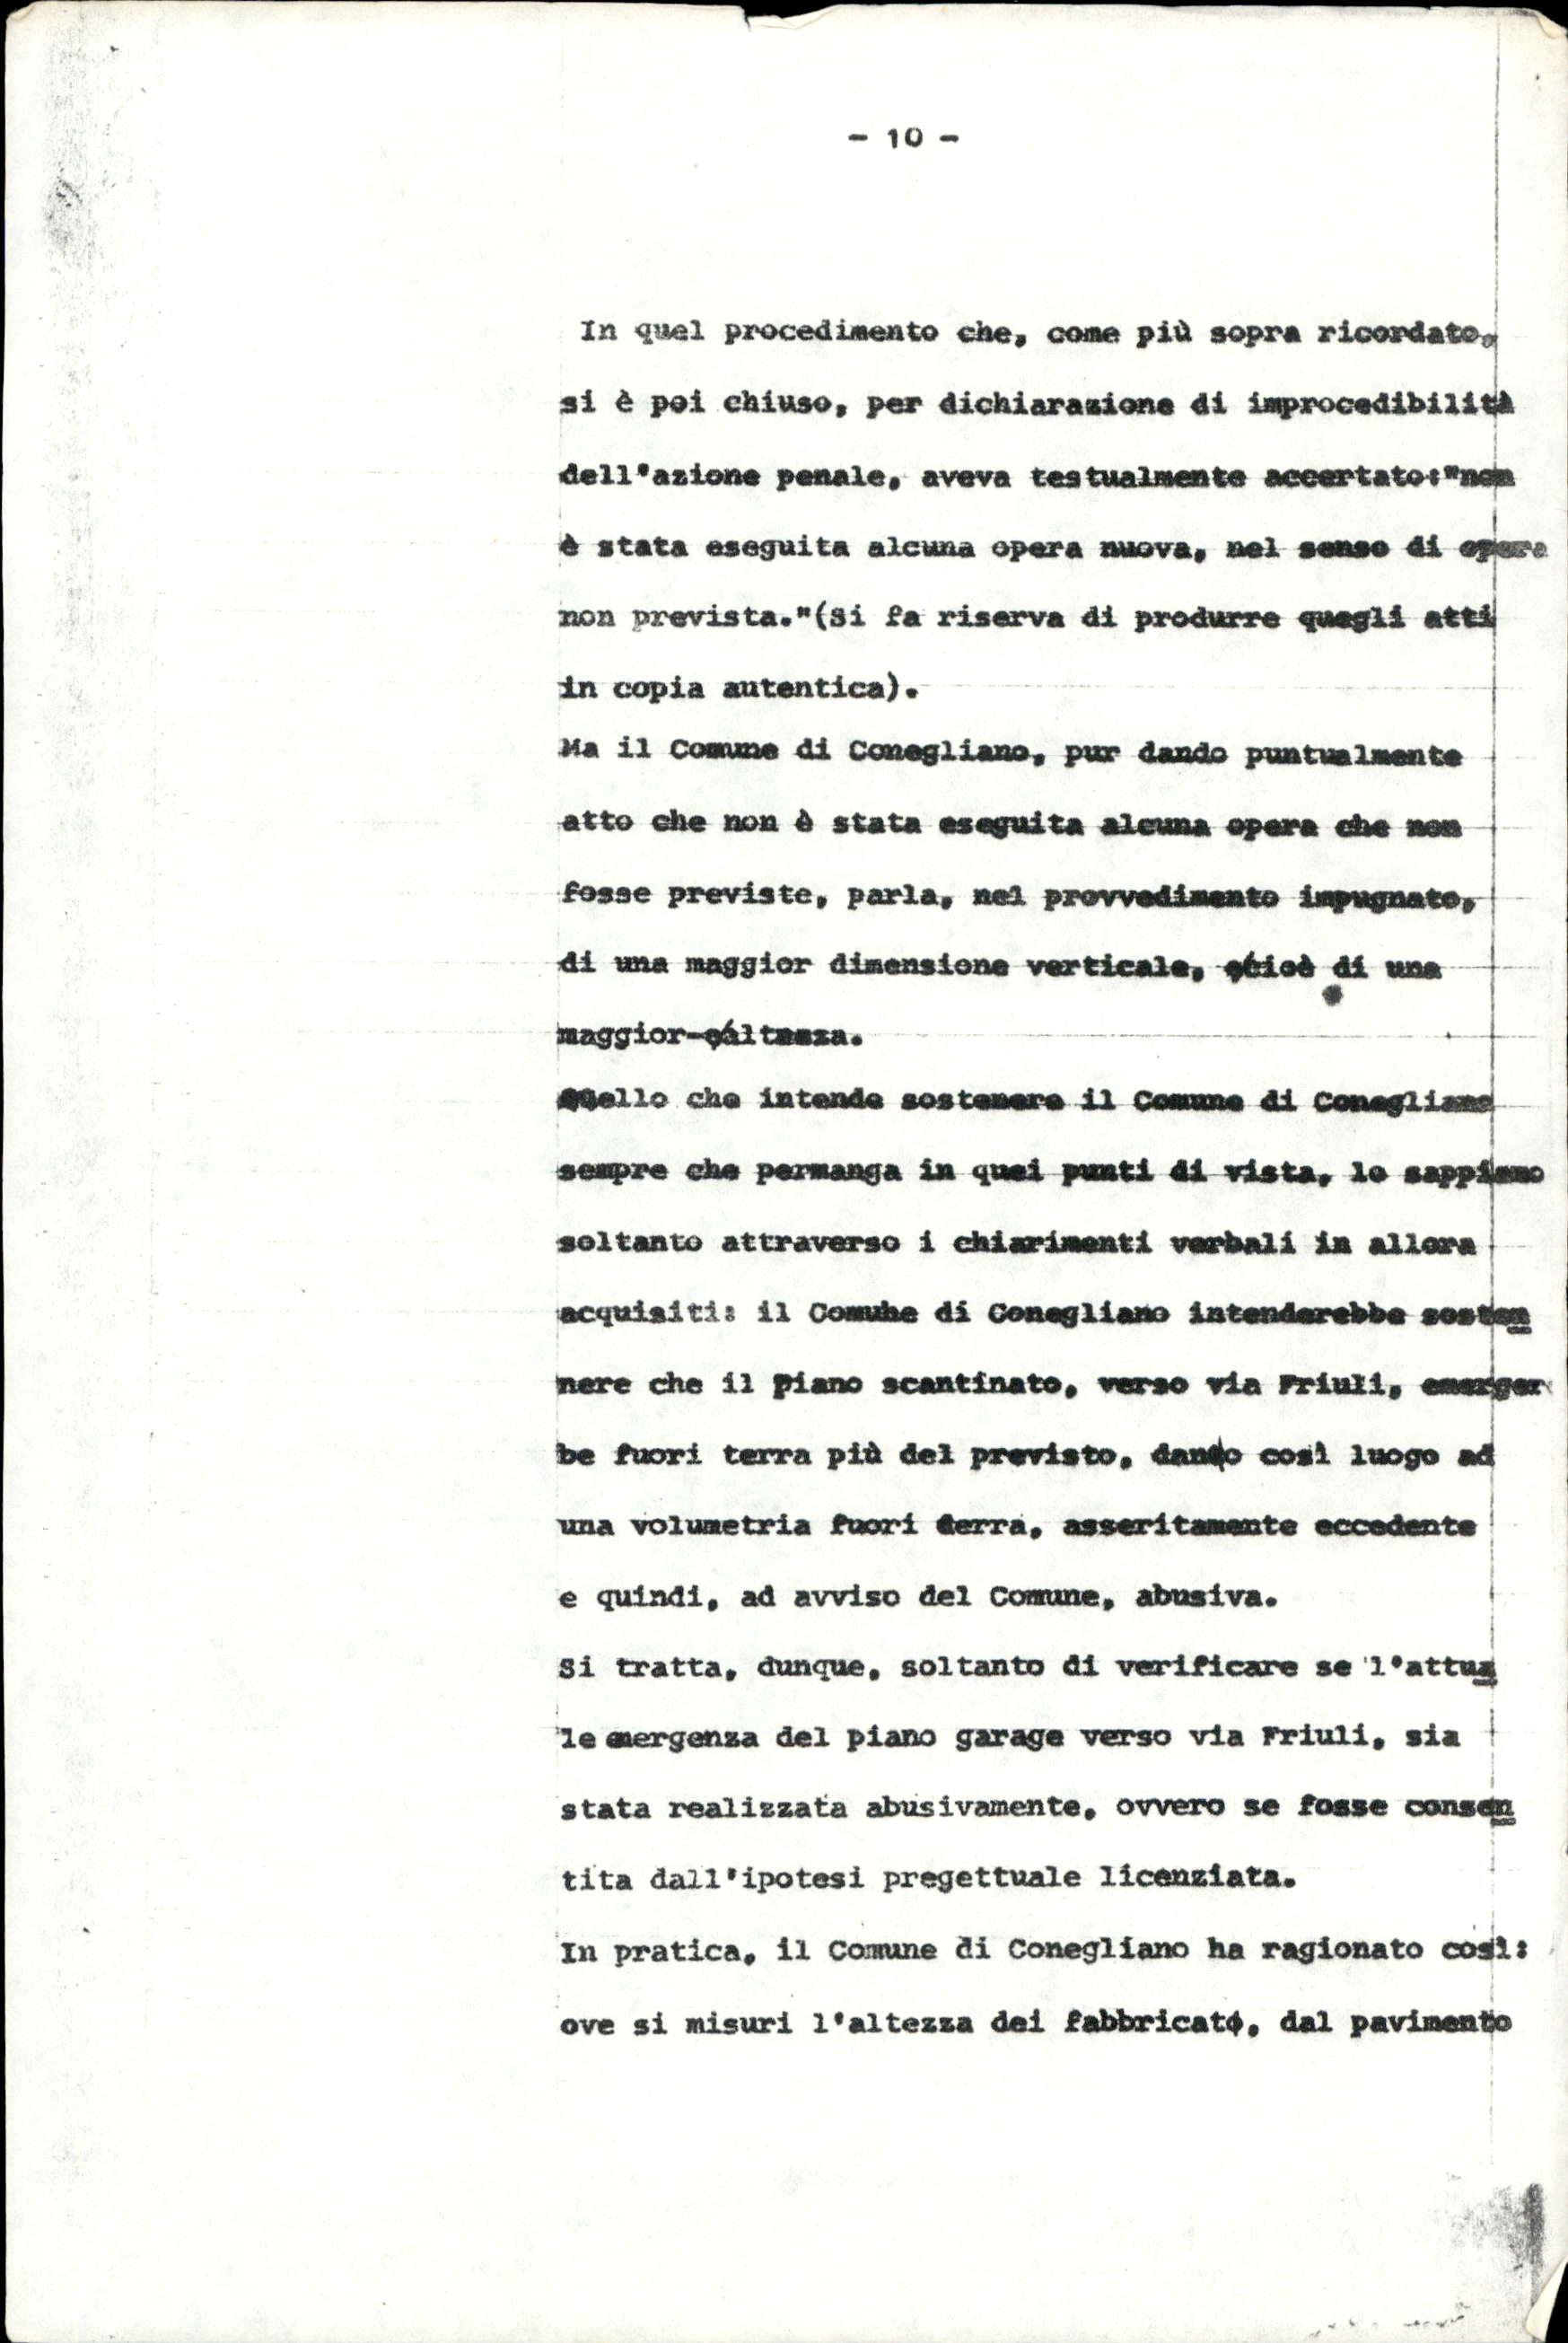 - 10 -
In quel procedimento che, come più sopra ricordato,
si è poi chiuso, per dichiarazione di improcedibilità
dell'azione penale, aveva testualmente accertato:"non
è stata eseguita alcuna opera nuova, nel senso di opera
non prevista."(Si fa riserva di produrre quegli atti
in copia autentica).
Ma il Comune di Conegliano, pur dando puntualmente
atto che non è stata eseguita alcuna opera che non
fosse previste, parla, nel provvedimento impugnato,
di una maggior dimensione verticale, cioè di una
maggior-altezza.
Quello che intende sostenere il Comune di Conegliano
sempre che permanga in quei punti di vista, lo sappiamo
soltanto attraverso i chiarimenti verbali in allora
acquisiti: il Comune di Conegliano intenderebbe sosten
nere che il piano scantinato, verso via Friuli, emerger
be fuori terra più del previsto, dando così luogo ad
una volumetria fuori terra, asseritamente eccedente
e quindi, ad avviso del Comune, abusiva.
Si tratta, dunque, soltanto di verificare se l'attua
le emergenza del piano garage verso via Friuli, sia
stata realizzata abusivamente, ovvero se fosse consen
tita dall'ipotesi pregettuale licenziata.
In pratica, il Comune di Conegliano ha ragionato così:
ove si misuri l'altezza dei fabbricati, dal pavimento